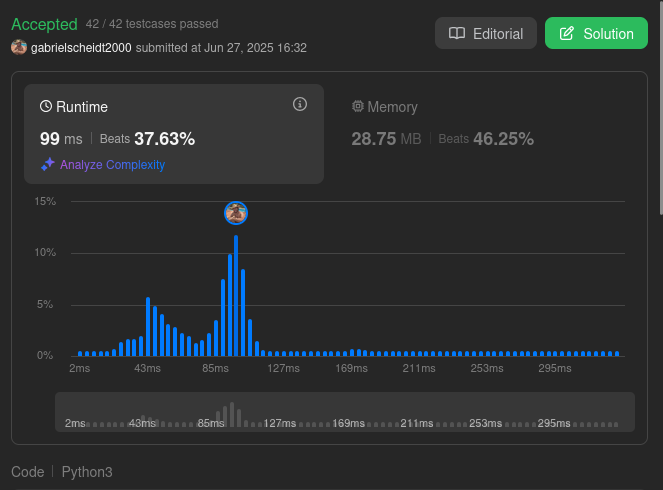 Accepted 42 / 42 testcases passed
gabrielscheidt2000 submitted at Jun 27, 2025 16:32
Editorial
Solution
Runtime
99 ms | Beats 37.63%
Analyze Complexity
Memory
28.75 MB | Beats 46.25%
15%
10%
5%
0%
2ms 43ms 85ms 127ms 169ms 211ms 253ms 295ms
2ms 43ms 85ms 127ms 169ms 211ms 253ms 295ms
Code | Python3